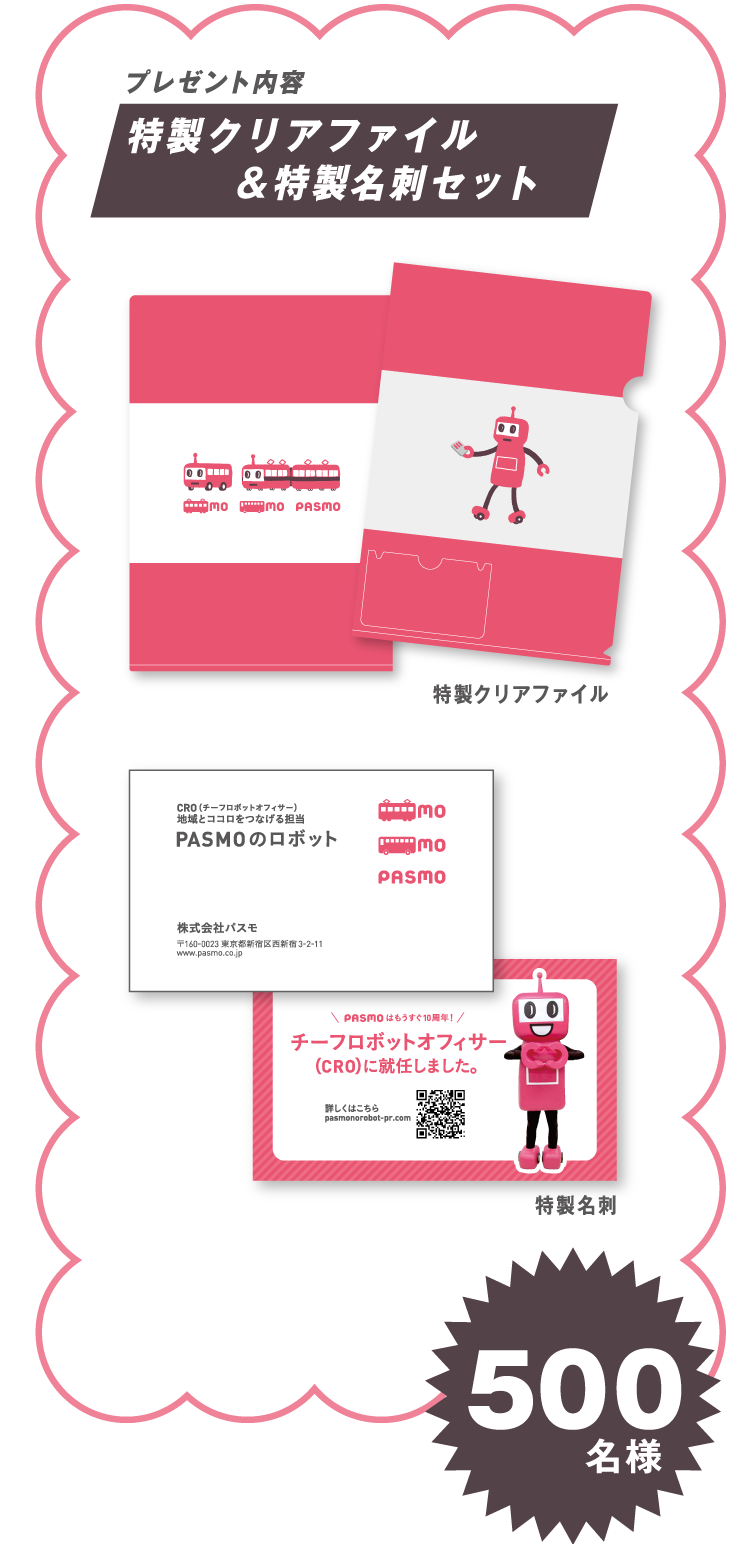 プレゼント内容
特製クリアファイル
&特製名刺セット
MO MO PASMO
特製クリアファイル
CRO(チーフロボットオフィサー)
地域とココロをつなげる担当
PASMOのロボット
MO
MO
PASMO
株式会社パスモ
〒160-0023 東京都新宿区西新宿3-2-11
www.pasmo.co.jp
\ PASMOはもうすぐ10周年! /
チーフロボットオフィサー
(CRO)に就任しました。
詳しくはこちら
pasmonorobot-pr.com
特製名刺
500
名様